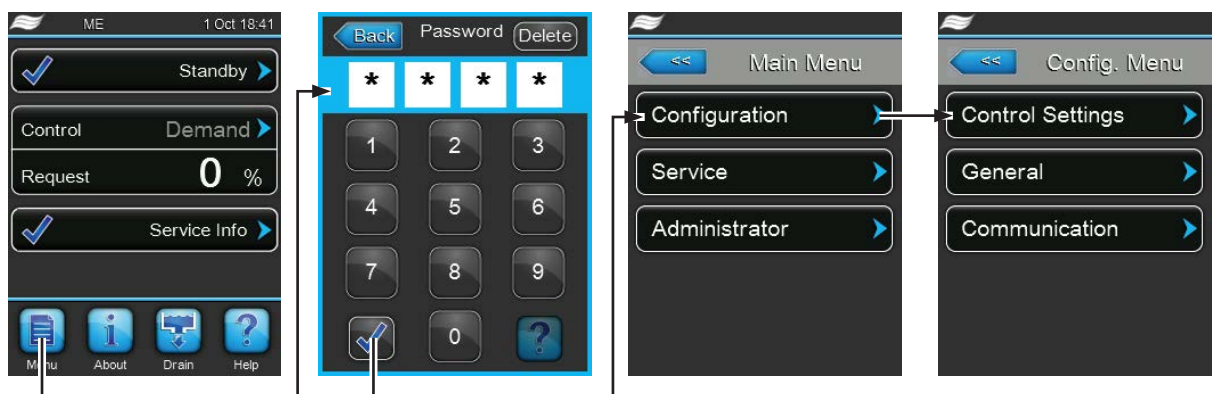 ME 1 Oct 18:41
Standby
Control Demand
Request 0 %
Service Info
Menu About Drain Help
Back Password Delete
* * * *
1 2 3
4 5 6
7 8 9
0 ?
<< Main Menu
Configuration
Service
Administrator
<< Config. Menu
Control Settings
General
Communication